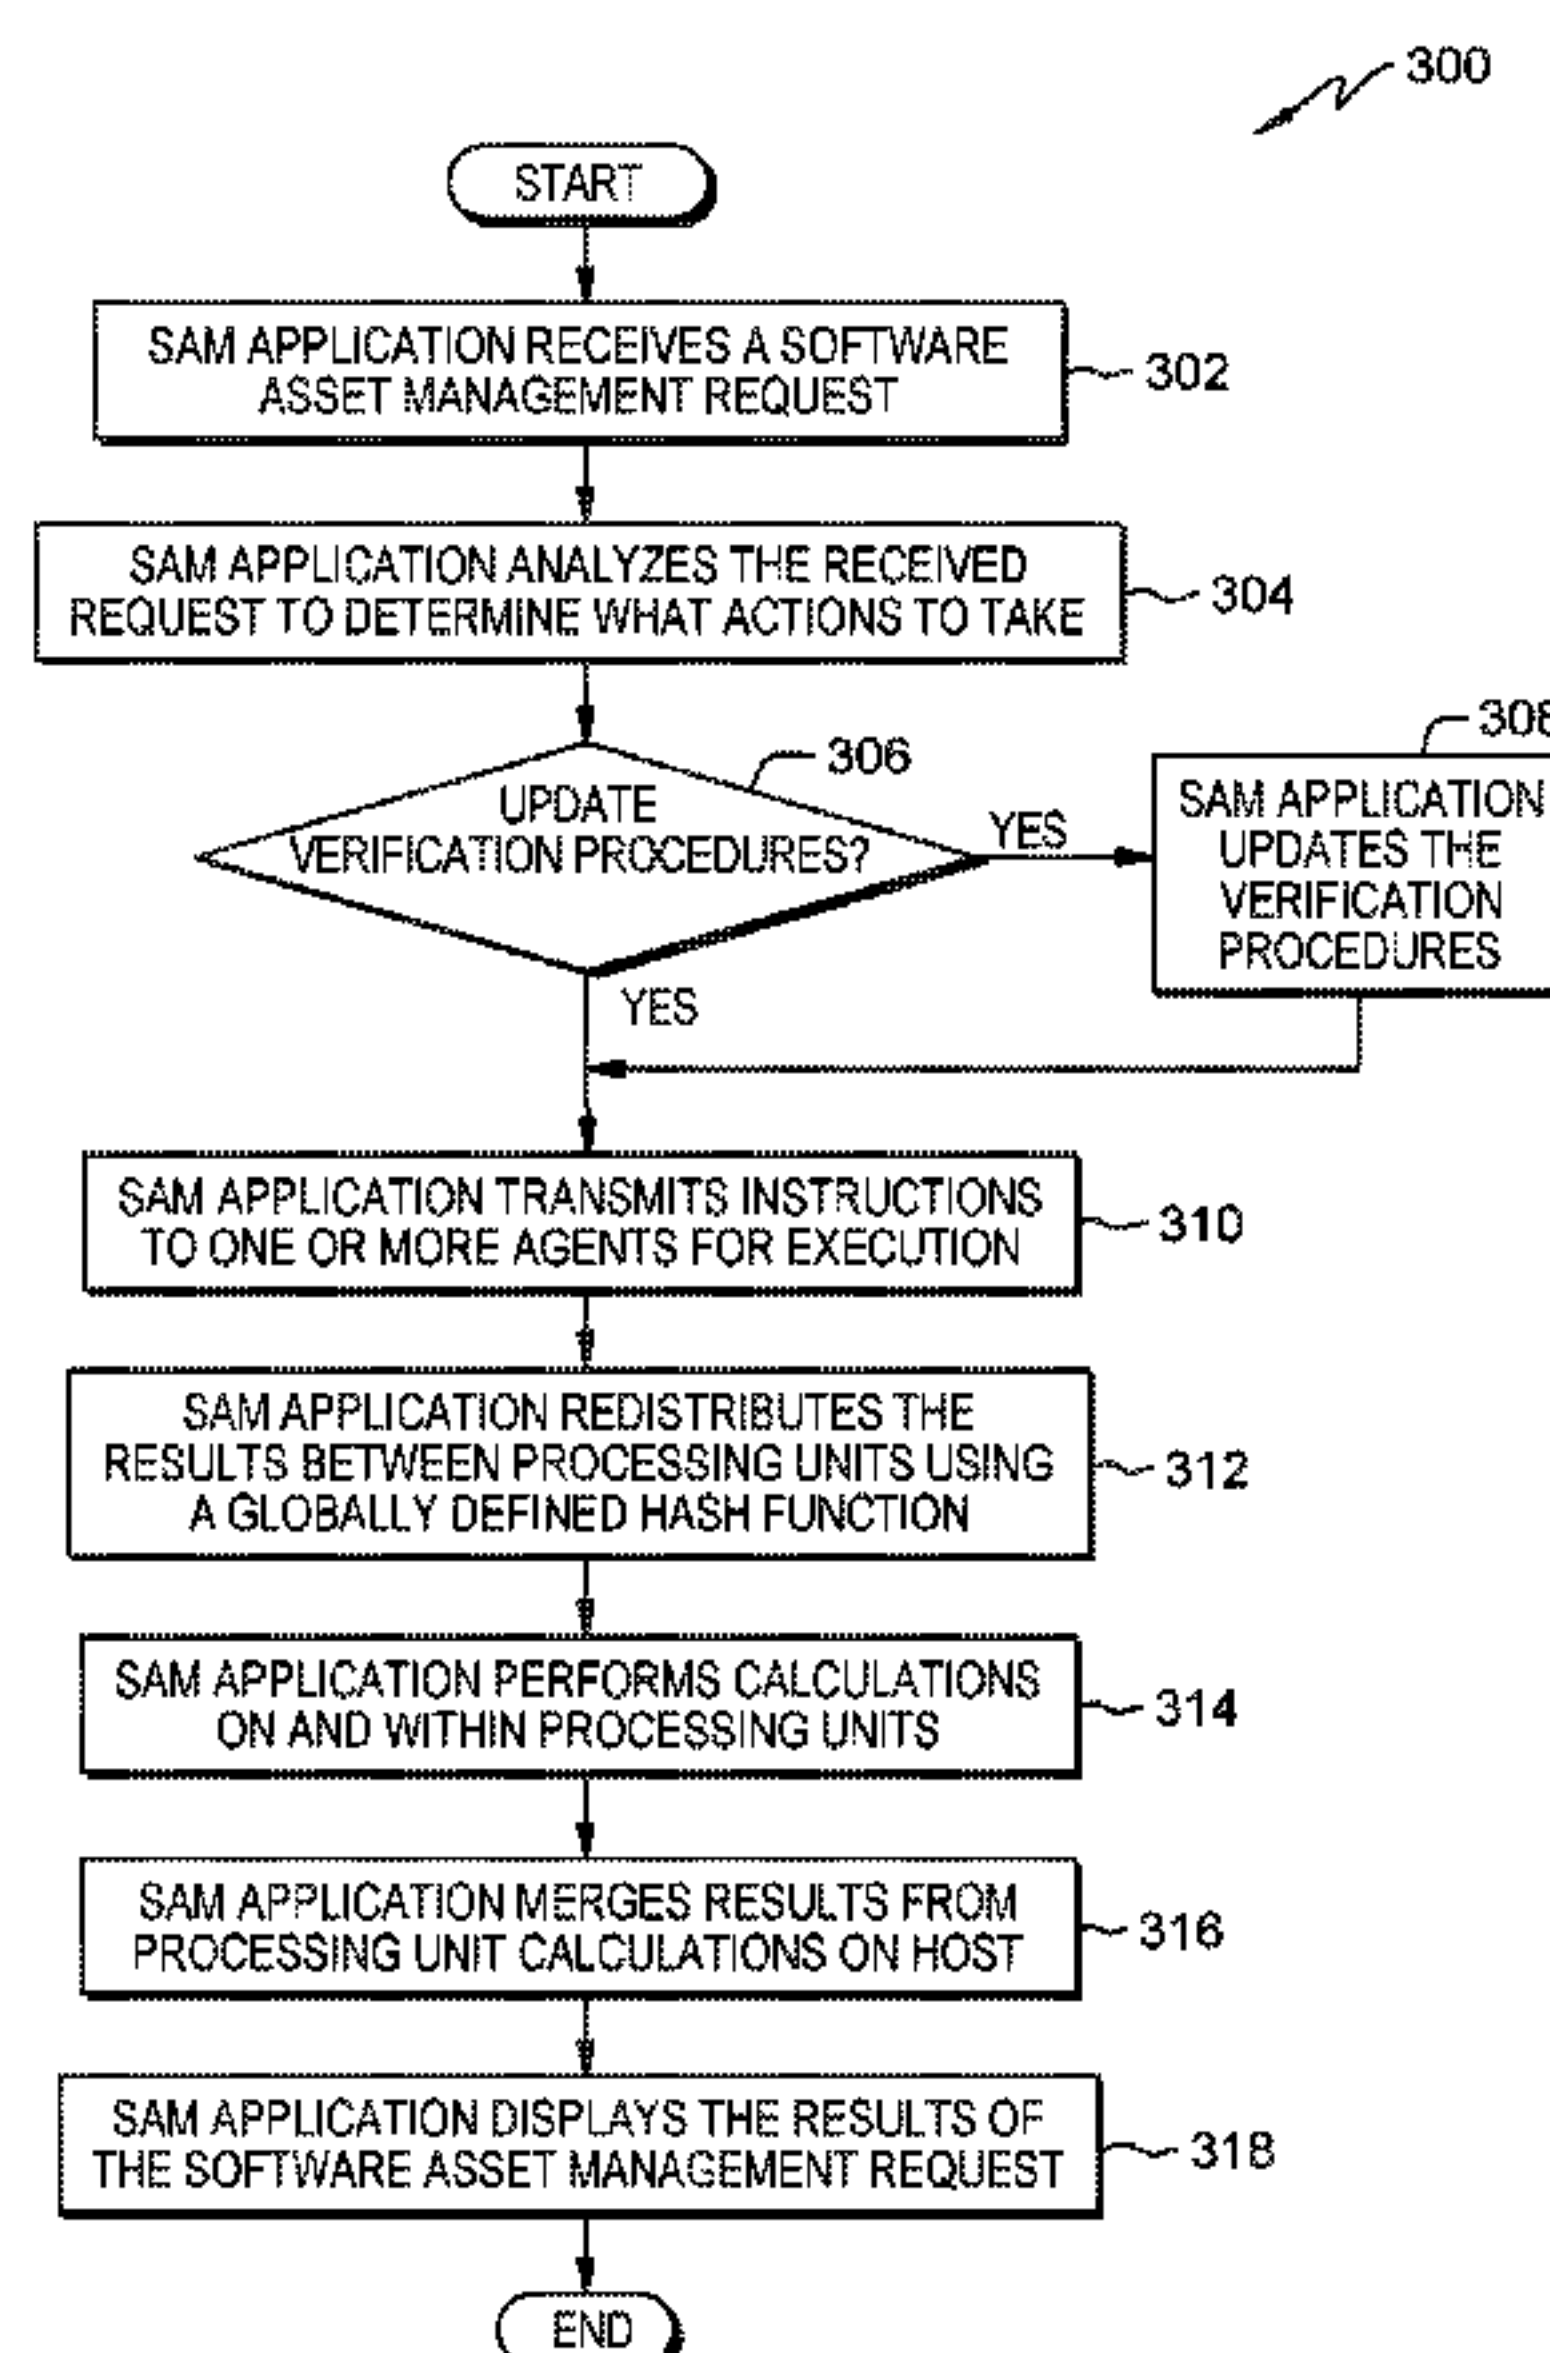 300
START
SAM APPLICATION RECEIVES A SOFTWARE
ASSET MANAGEMENT REQUEST
302
SAM APPLICATION ANALYZES THE RECEIVED
REQUEST TO DETERMINE WHAT ACTIONS TO TAKE
304
306
UPDATE
VERIFICATION PROCEDURES?
YES
308
SAM APPLICATION
UPDATES THE
VERIFICATION
PROCEDURES
YES
SAM APPLICATION TRANSMITS INSTRUCTIONS
TO ONE OR MORE AGENTS FOR EXECUTION
310
SAM APPLICATION REDISTRIBUTES THE
RESULTS BETWEEN PROCESSING UNITS USING
A GLOBALLY DEFINED HASH FUNCTION
312
SAM APPLICATION PERFORMS CALCULATIONS
ON AND WITHIN PROCESSING UNITS
314
SAM APPLICATION MERGES RESULTS FROM
PROCESSING UNIT CALCULATIONS ON HOST
316
SAM APPLICATION DISPLAYS THE RESULTS OF
THE SOFTWARE ASSET MANAGEMENT REQUEST
318
END